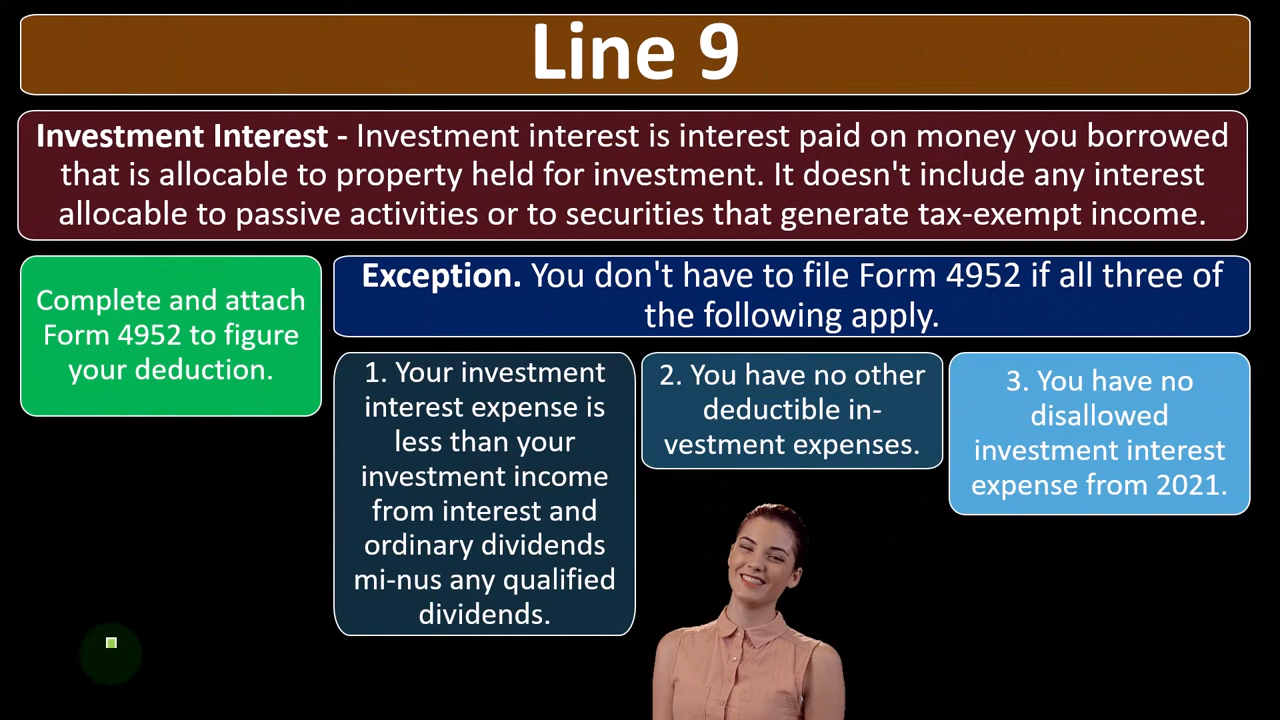 Line 9
Investment Interest - Investment interest is interest paid on money you borrowed
that is allocable to property held for investment. It doesn't include any interest
allocable to passive activities or to securities that generate tax-exempt income.
Complete and attach
Form 4952 to figure
your deduction.
Exception. You don't have to file Form 4952 if all three of
the following apply.
1. Your investment
interest expense is
less than your
investment income
from interest and
ordinary dividends
mi-nus any qualified
dividends.
2. You have no other
deductible in-
vestment expenses.
3. You have no
disallowed
investment interest
expense from 2021.